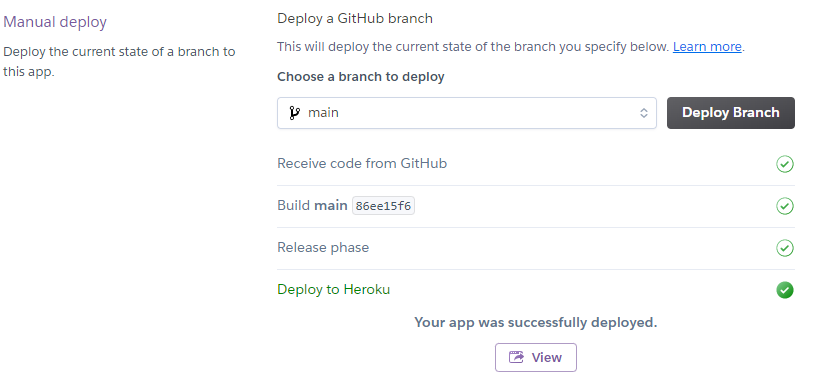 Manual deploy
Deploy the current state of a branch to
this app.
Deploy a GitHub branch
This will deploy the current state of the branch you specify below. Learn more.
Choose a branch to deploy
main
Deploy Branch
Receive code from GitHub
Build main 86ee15f6
Release phase
Deploy to Heroku
Your app was successfully deployed.
View